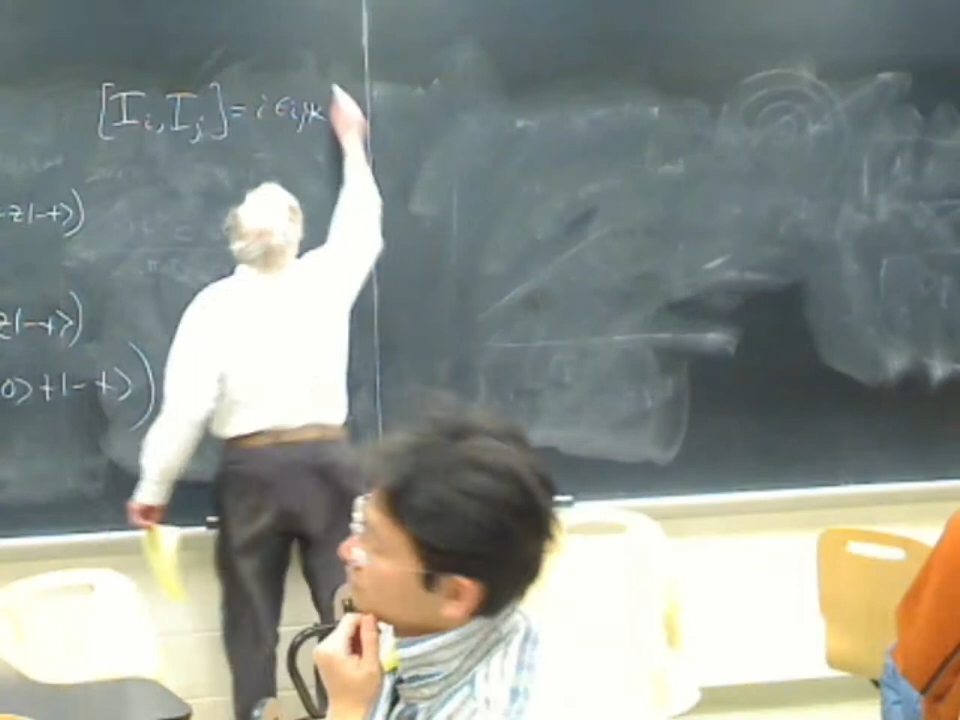 [I_i, I_j] = i ϵ_ijk
-z|-+>)
z|-+>)
0>+|-+>)